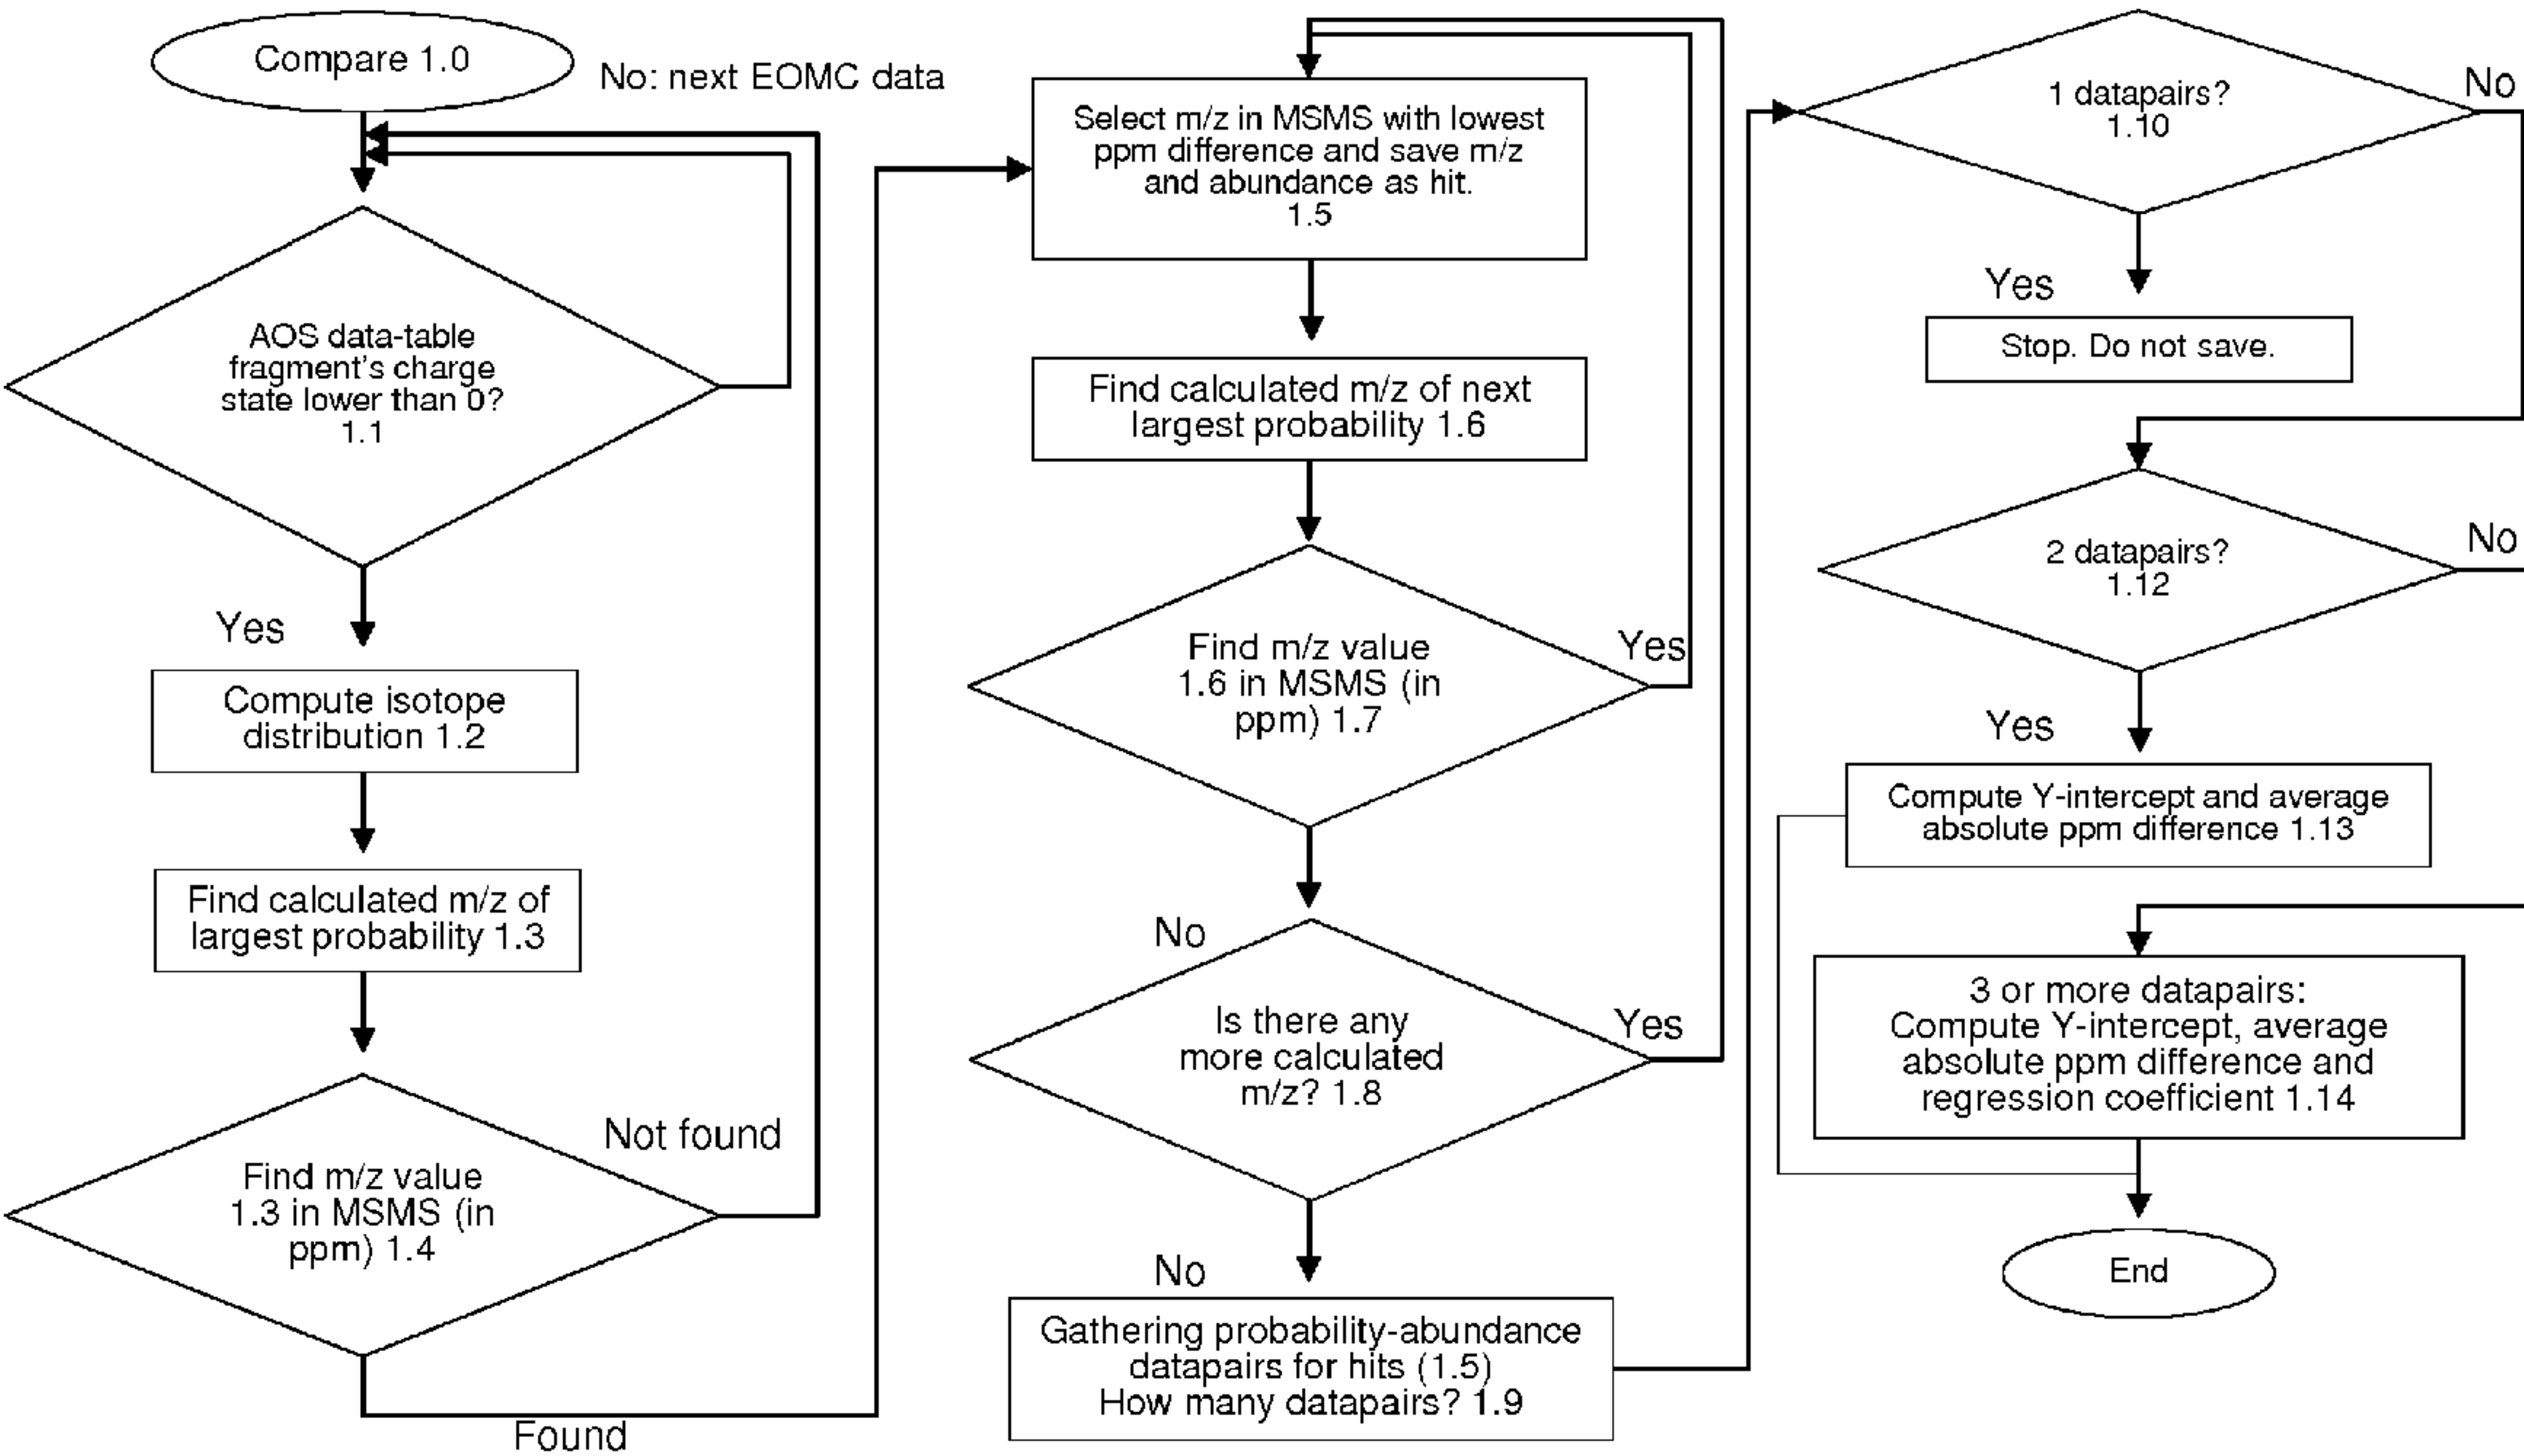 Compare 1.0
No: next EOMC data
AOS data-table
fragment's charge
state lower than 0?
1.1
Yes
Compute isotope
distribution 1.2
Find calculated m/z of
largest probability 1.3
Not found
Find m/z value
1.3 in MSMS (in
ppm) 1.4
Found
Select m/z in MSMS with lowest
ppm difference and save m/z
and abundance as hit.
1.5
Find calculated m/z of next
largest probability 1.6
Find m/z value
1.6 in MSMS (in
ppm) 1.7
Yes
No
Is there any
more calculated
m/z? 1.8
Yes
No
Gathering probability-abundance
datapairs for hits (1.5)
How many datapairs? 1.9
1 datapairs?
1.10
No
Yes
Stop. Do not save.
2 datapairs?
1.12
No
Yes
Compute Y-intercept and average
absolute ppm difference 1.13
3 or more datapairs:
Compute Y-intercept, average
absolute ppm difference and
regression coefficient 1.14
End